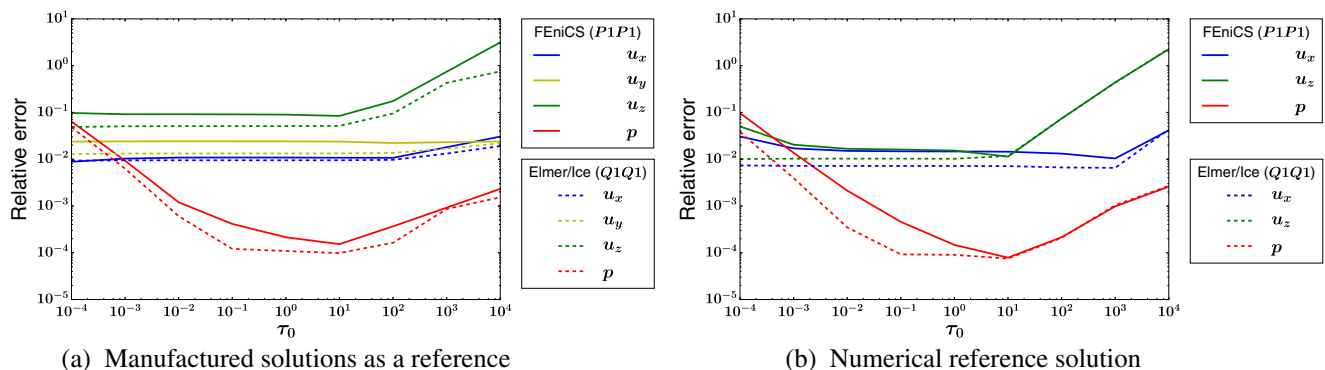 10^1
10^0
10^-1
10^-2
10^-3
10^-4
10^-5
Relative error
10^-4 10^-3 10^-2 10^-1 10^0 10^1 10^2 10^3 10^4
τ_0
FEniCS (P1P1)
u_x
u_y
u_z
p
Elmer/Ice (Q1Q1)
u_x
u_y
u_z
p
(a) Manufactured solutions as a reference
10^1
10^0
10^-1
10^-2
10^-3
10^-4
10^-5
Relative error
10^-4 10^-3 10^-2 10^-1 10^0 10^1 10^2 10^3 10^4
τ_0
FEniCS (P1P1)
u_x
u_z
p
Elmer/Ice (Q1Q1)
u_x
u_z
p
(b) Numerical reference solution